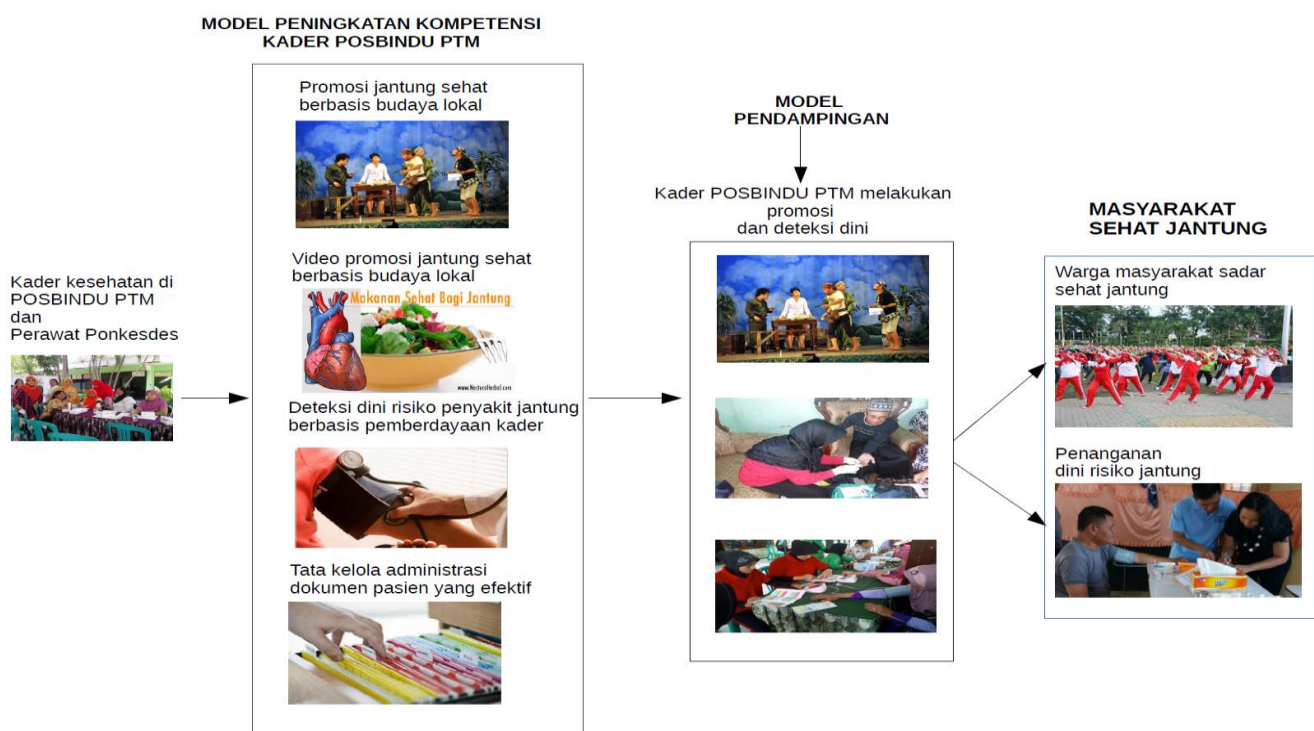 MODEL PENINGKATAN KOMPETENSI
KADER POSBINDU PTM
Kader kesehatan di
POSBINDU PTM
dan
Perawat Ponkesdes
Promosi jantung sehat
berbasis budaya lokal
Video promosi jantung sehat
berbasis budaya lokal
Makanan Sehat Bagi Jantung
Deteksi dini risiko penyakit jantung
berbasis pemberdayaan kader
Tata kelola administrasi
dokumen pasien yang efektif
MODEL
PENDAMPINGAN
Kader POSBINDU PTM melakukan
promosi
dan deteksi dini
MASYARAKAT
SEHAT JANTUNG
Warga masyarakat sadar
sehat jantung
Penanganan
dini risiko jantung